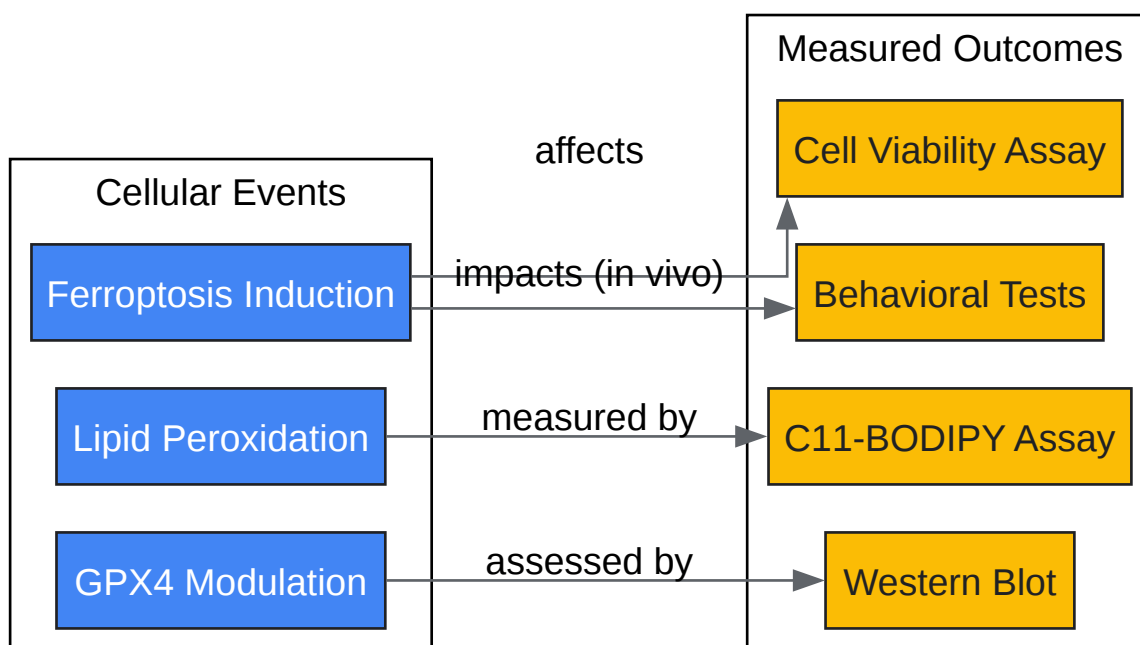 Measured Outcomes
Cell Viability Assay
affects
Cellular Events
Ferroptosis Induction
impacts (in vivo)
Behavioral Tests
Lipid Peroxidation
measured by
C11-BODIPY Assay
GPX4 Modulation
assessed by
Western Blot